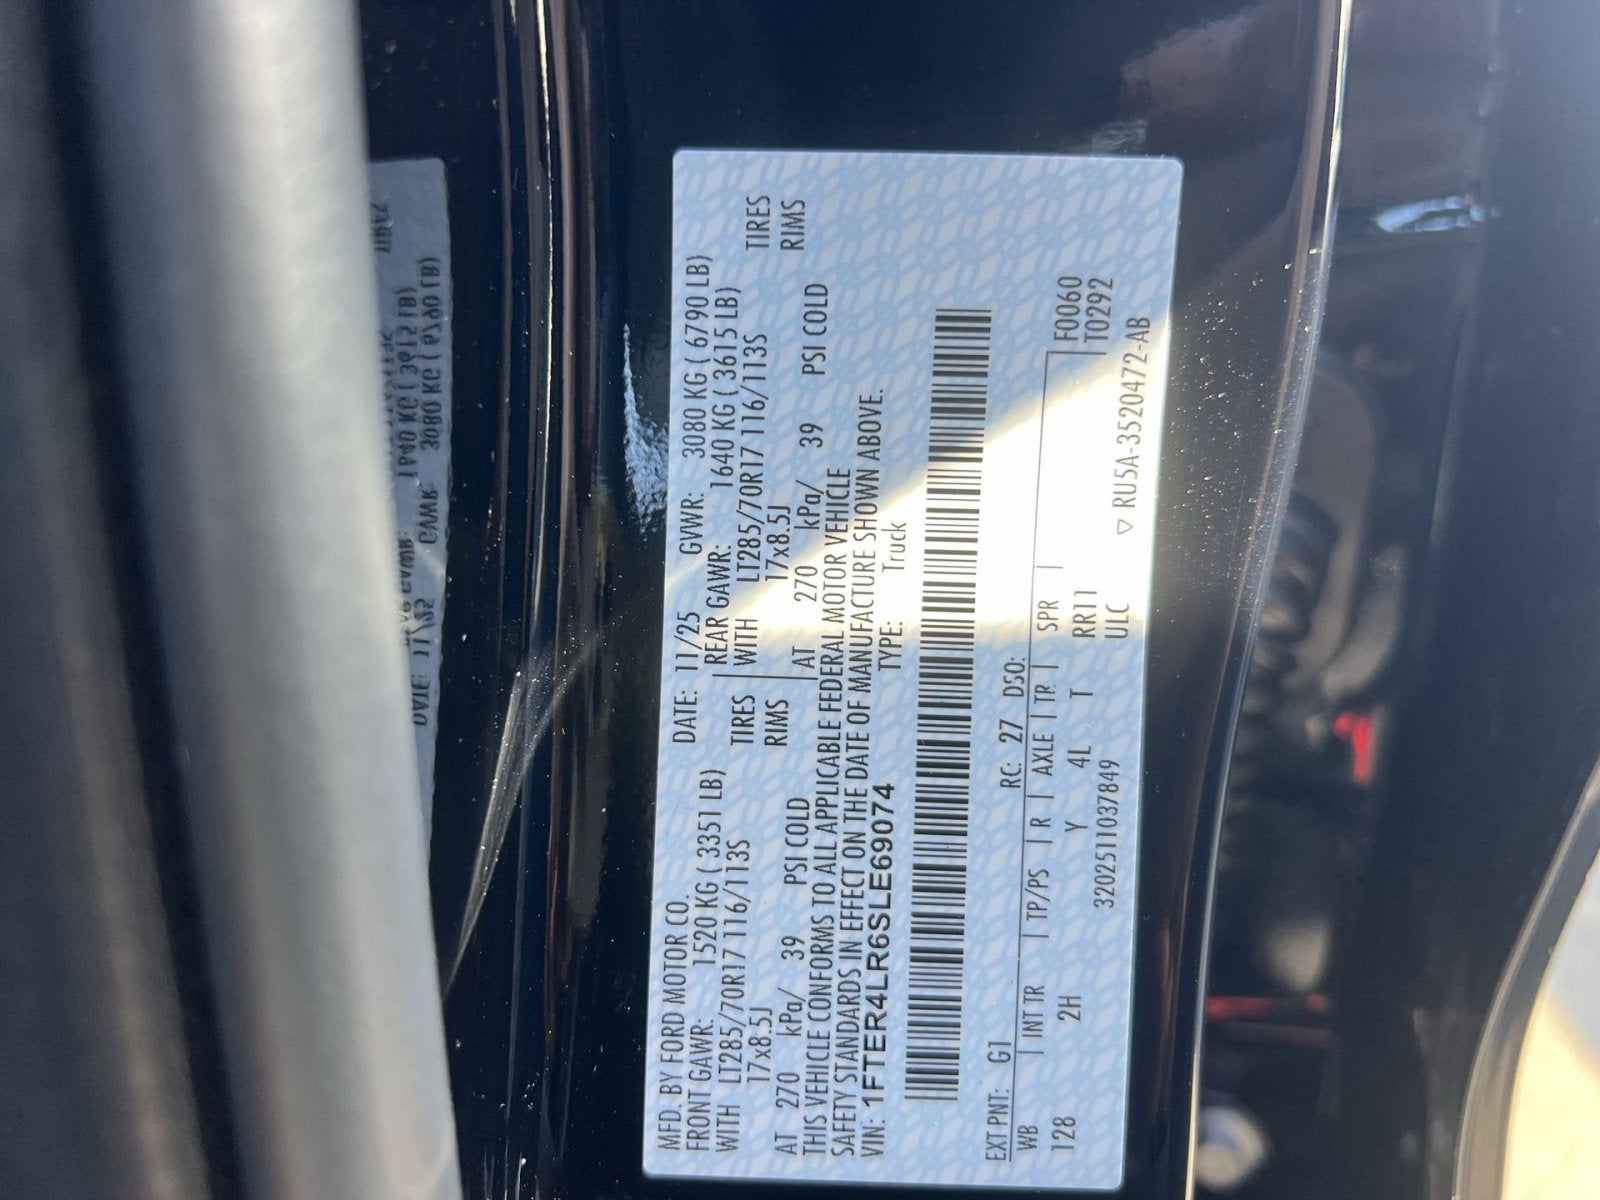 MFD. BY FORD MOTOR CO. DATE: 11/25 GVWR: 3080 KG ( 6790 LB)
FRONT GAWR: 1520 KG ( 3351 LB) REAR GAWR: 1640 KG ( 3615 LB)
WITH LT285/70R17 116/113S TIRES WITH LT285/70R17 116/113S TIRES
17x8.5J RIMS 17x8.5J RIMS
AT 270 kPa/ 39 PSI COLD AT 270 kPa/ 39 PSI COLD
THIS VEHICLE CONFORMS TO ALL APPLICABLE FEDERAL MOTOR VEHICLE
SAFETY STANDARDS IN EFFECT ON THE DATE OF MANUFACTURE SHOWN ABOVE.
VIN: 1FTER4LR6SLE69074 TYPE: Truck
EXT PNT: G1 RC: 27 DSO:
WB | INT TR | TP/PS | R | AXLE | TR | SPR | F0060
128 2H Y 4L T RR11 T0292
3202511037849 ULC
▽ RU5A-3520472-AB